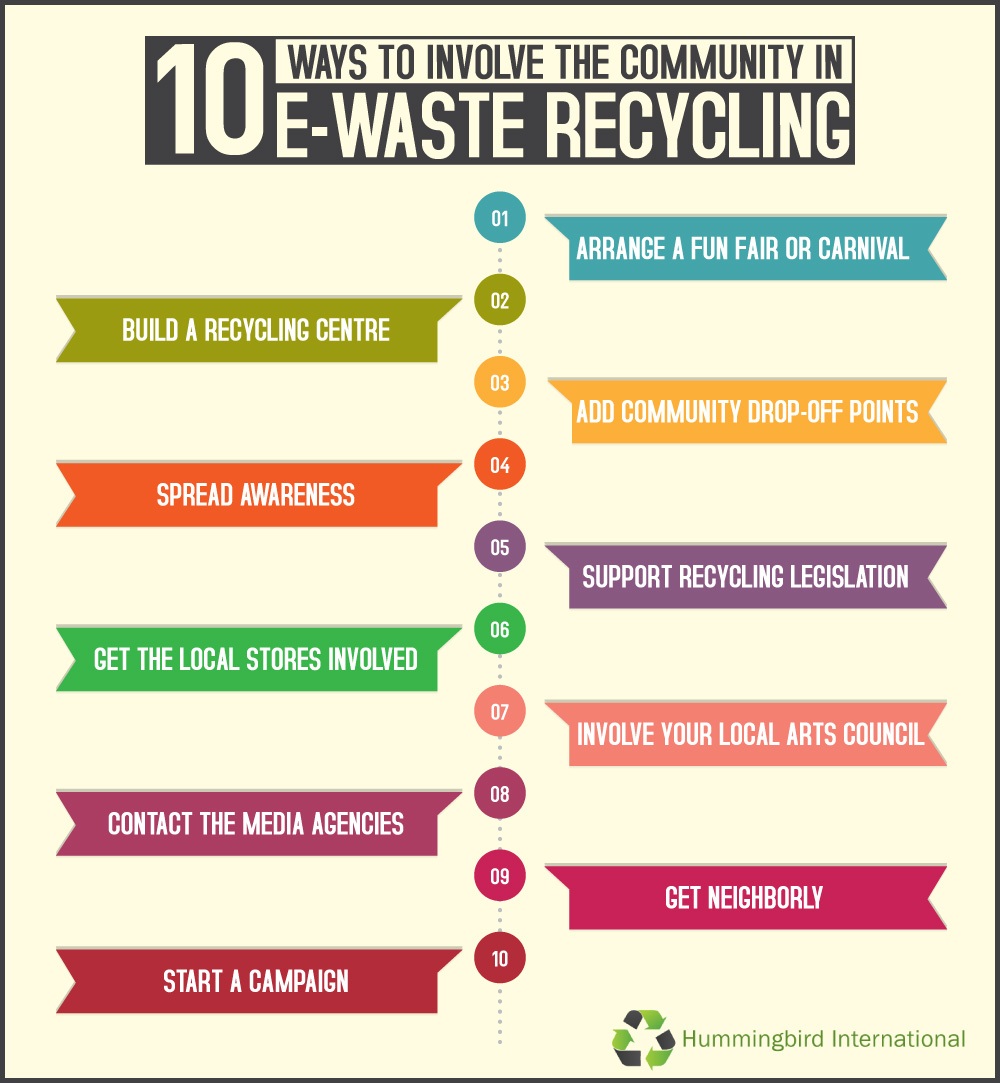 10
WAYS TO INVOLVE THE COMMUNITY IN
E-WASTE RECYCLING
01
ARRANGE A FUN FAIR OR CARNIVAL
02
BUILD A RECYCLING CENTRE
03
ADD COMMUNITY DROP-OFF POINTS
04
SPREAD AWARENESS
05
SUPPORT RECYCLING LEGISLATION
06
GET THE LOCAL STORES INVOLVED
07
INVOLVE YOUR LOCAL ARTS COUNCIL
08
CONTACT THE MEDIA AGENCIES
09
GET NEIGHBORLY
10
START A CAMPAIGN
Hummingbird International